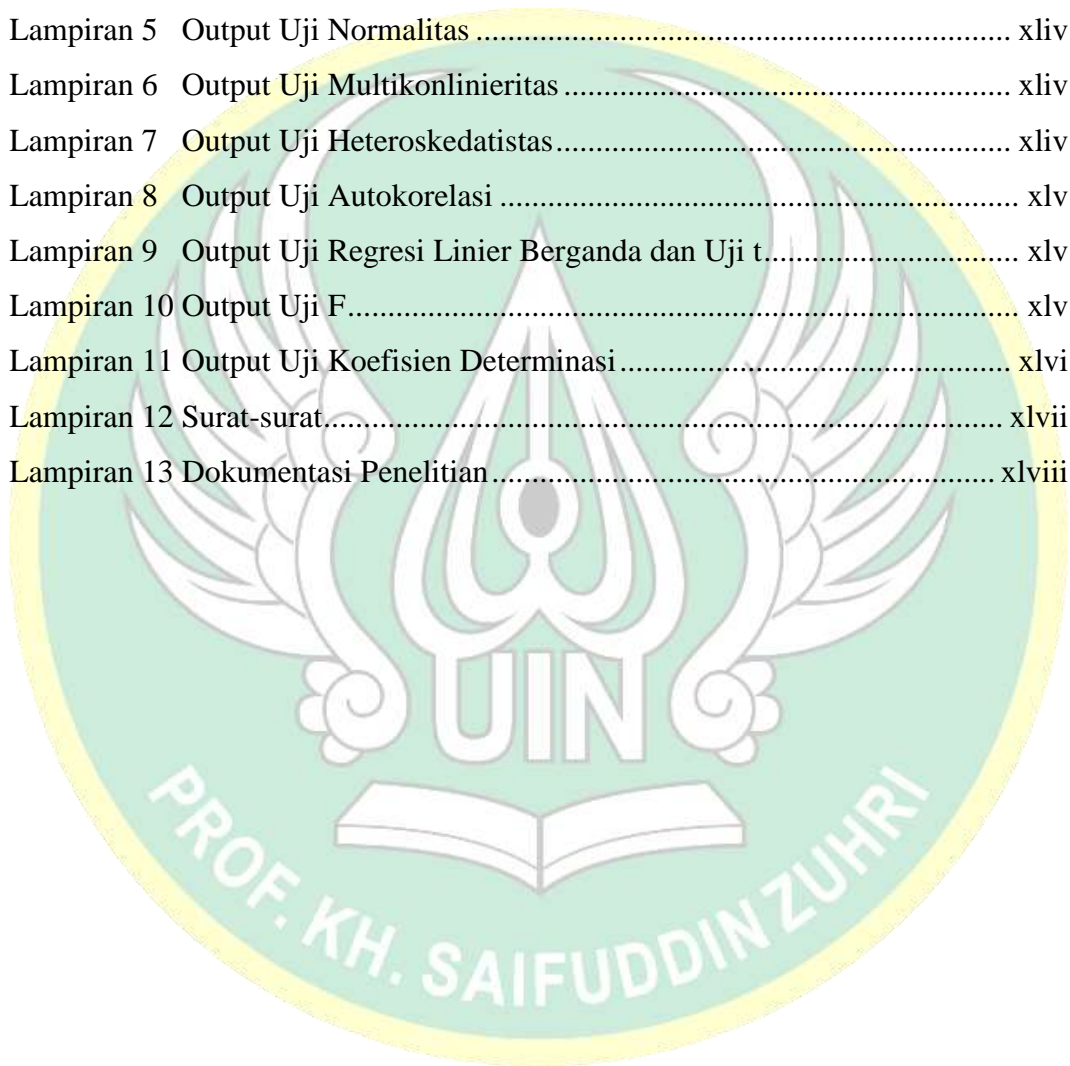 Lampiran 5 Output Uji Normalitas ........................................................................ xliv
Lampiran 6 Output Uji Multikonlinieritas ............................................................ xliv
Lampiran 7 Output Uji Heteroskedatistas ............................................................. xliv
Lampiran 8 Output Uji Autokorelasi ...................................................................... xlv
Lampiran 9 Output Uji Regresi Linier Berganda dan Uji t.................................. xlv
Lampiran 10 Output Uji F.......................................................................................... xlv
Lampiran 11 Output Uji Koefisien Determinasi .................................................... xlvi
Lampiran 12 Surat-surat........................................................................................... xlvii
Lampiran 13 Dokumentasi Penelitian .................................................................... xlviii
UIN
PROF. KH. SAIFUDDIN ZUHRI